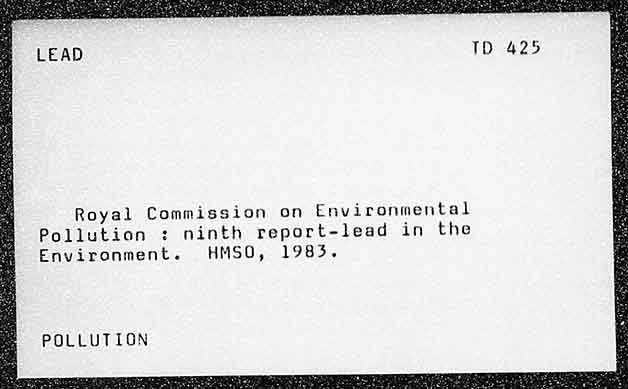 LEAD TD 425
Royal Commission on Environmental
Pollution : ninth report-lead in the
Environment. HMSO, 1983.
POLLUTION